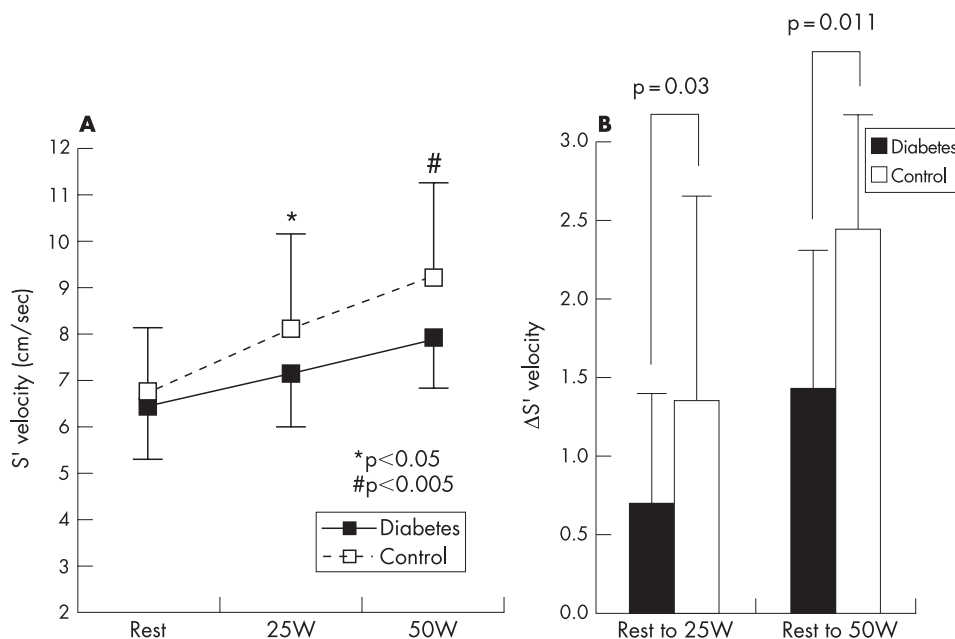 A
12
11
10
9
8
7
6
5
4
3
2
S' velocity (cm/sec)
*
#
*p<0.05
#p<0.005
Diabetes
Control
Rest
25W
50W
B
p=0.03
p=0.011
3.0
2.5
2.0
1.5
1.0
0.5
0.0
ΔS' velocity
Diabetes
Control
Rest to 25W
Rest to 50W